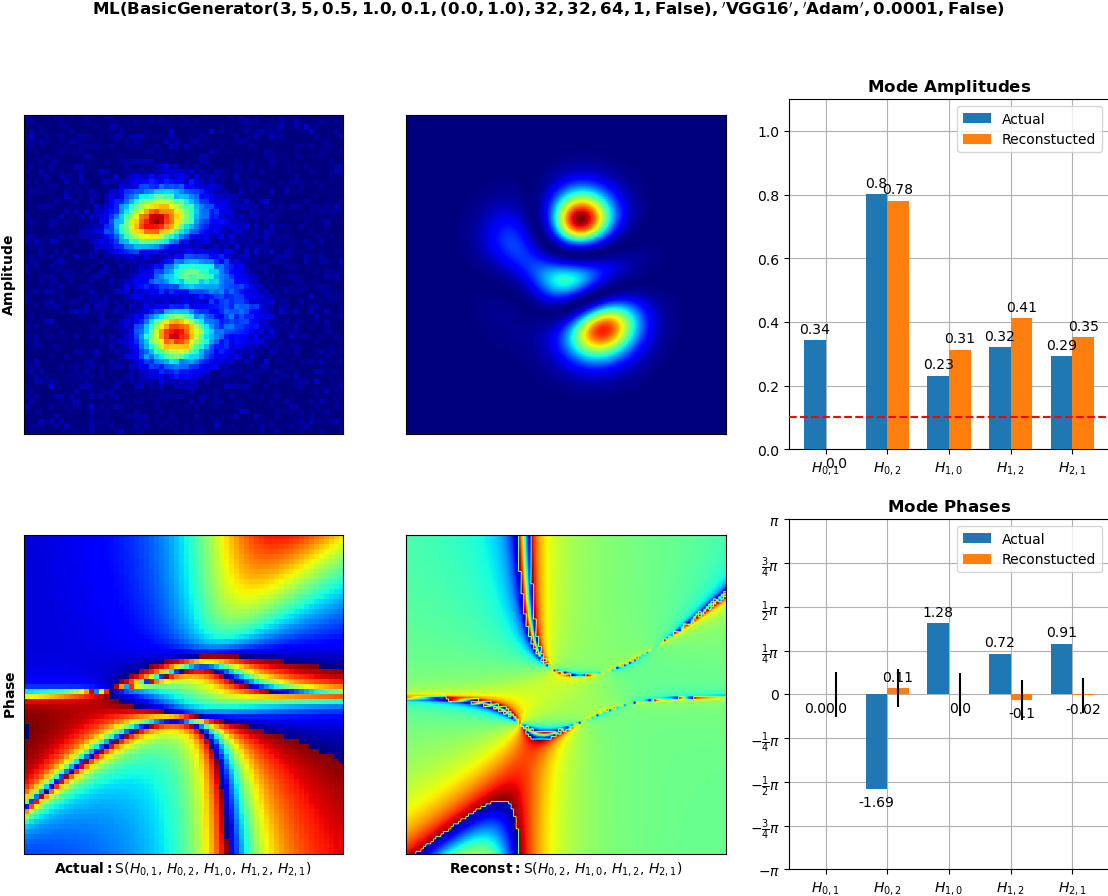 ML(BasicGenerator(3, 5, 0.5, 1.0, 0.1, (0.0, 1.0), 32, 32, 64, 1, False), ′VGG16′, ′Adam′, 0.0001, False)
Amplitude
Mode Amplitudes
Actual
Reconstucted
1.0
0.8
0.6
0.4
0.2
0.0
0.34
0.0
0.8
0.78
0.23
0.31
0.32
0.41
0.29
0.35
H0,1
H0,2
H1,0
H1,2
H2,1
Phase
Actual: S(H0,1, H0,2, H1,0, H1,2, H2,1)
Reconst: S(H0,2, H1,0, H1,2, H2,1)
Mode Phases
Actual
Reconstucted
π
3/4π
1/2π
1/4π
0
−1/4π
−1/2π
−3/4π
−π
-1.69
0.11
1.28
0.0
0.72
-0.1
0.91
-0.02
H0,1
H0,2
H1,0
H1,2
H2,1